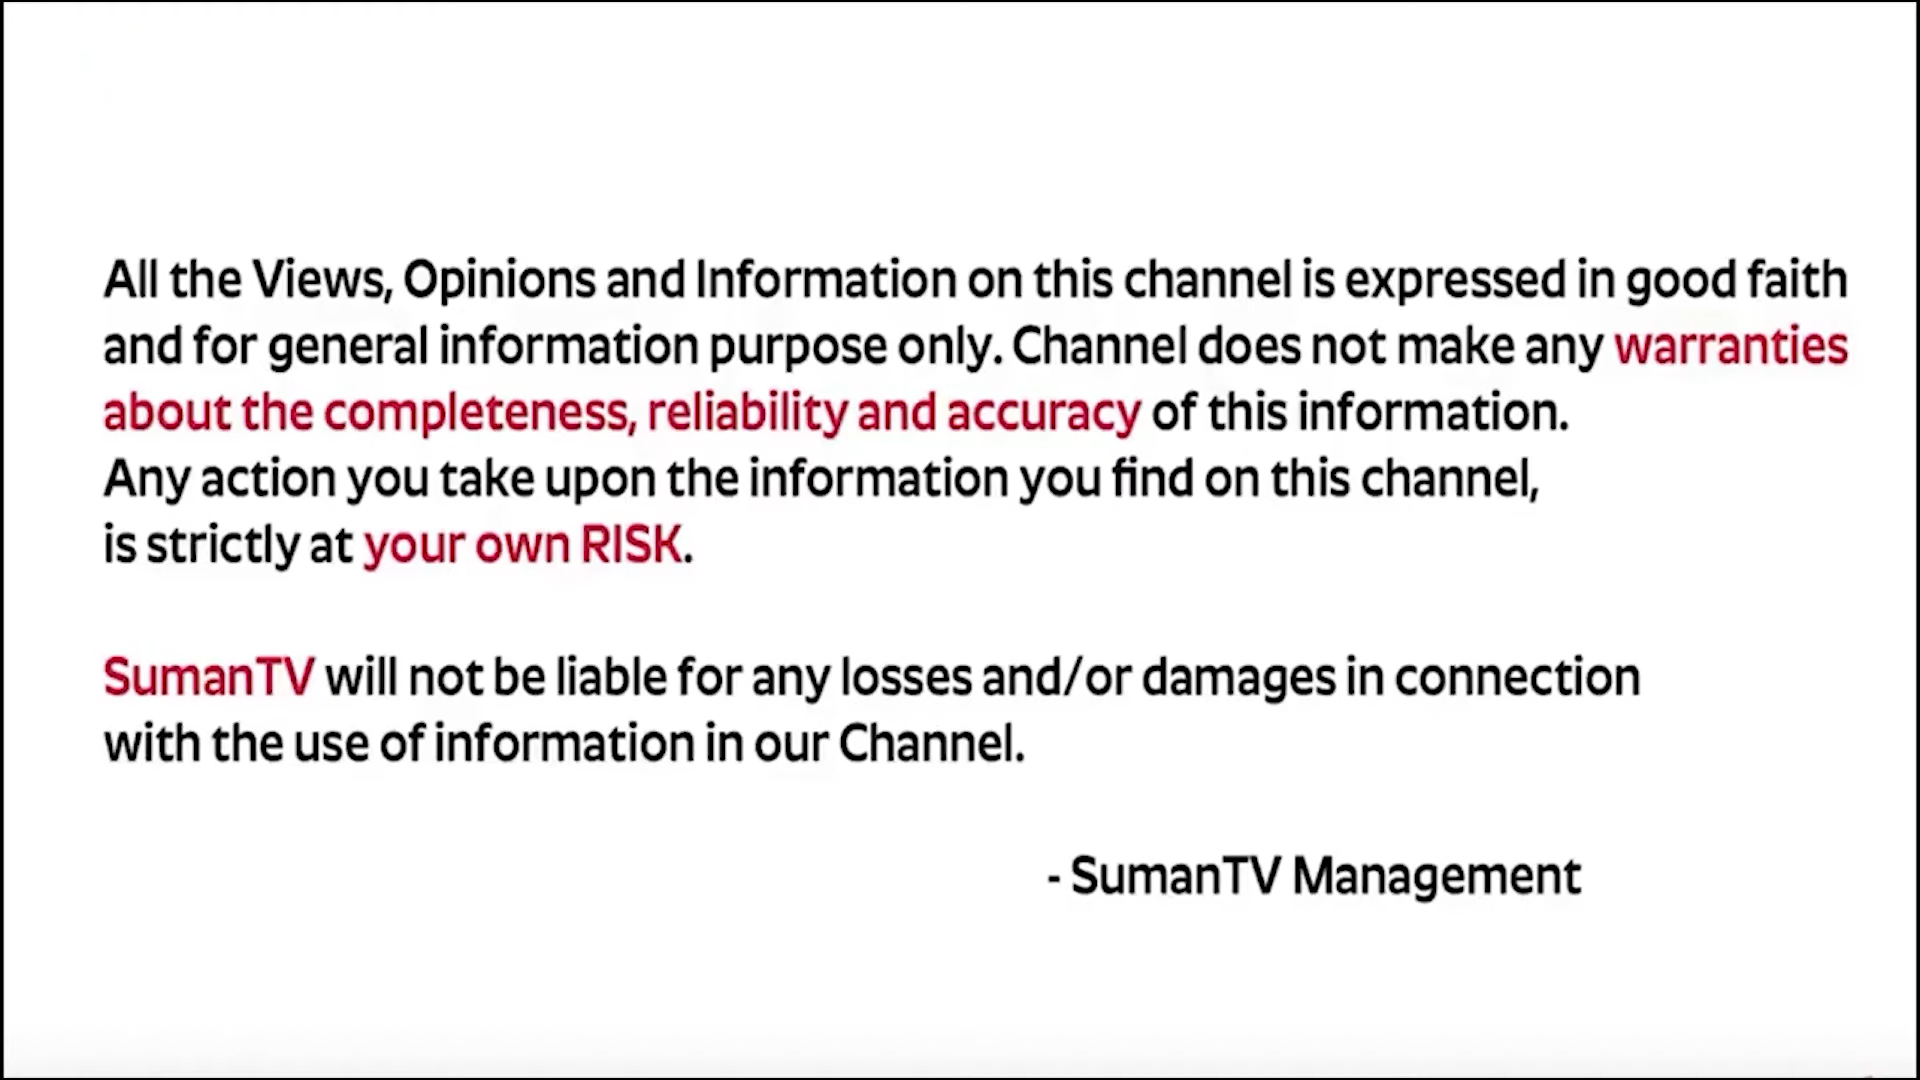 All the Views, Opinions and Information on this channel is expressed in good faith
and for general information purpose only. Channel does not make any warranties
about the completeness, reliability and accuracy of this information.
Any action you take upon the information you find on this channel,
is strictly at your own RISK.
SumanTV will not be liable for any losses and/or damages in connection
with the use of information in our Channel.
- SumanTV Management